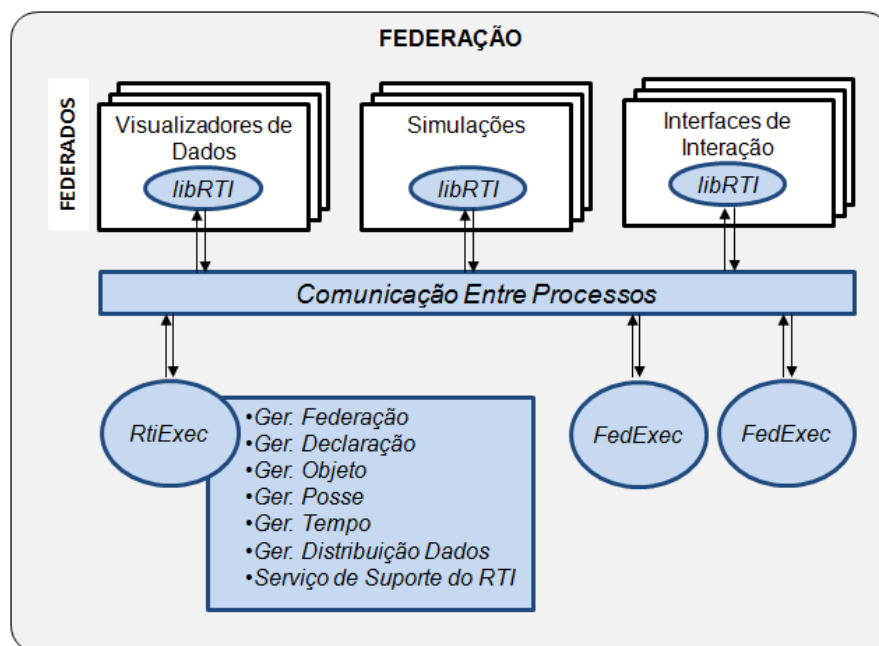 FEDERAÇÃO
FEDERADOS
Visualizadores de
Dados
libRTI
Simulações
libRTI
Interfaces de
Interação
libRTI
Comunicação Entre Processos
RtiExec
•Ger. Federação
•Ger. Declaração
•Ger. Objeto
•Ger. Posse
•Ger. Tempo
•Ger. Distribuição Dados
•Serviço de Suporte do RTI
FedExec
FedExec